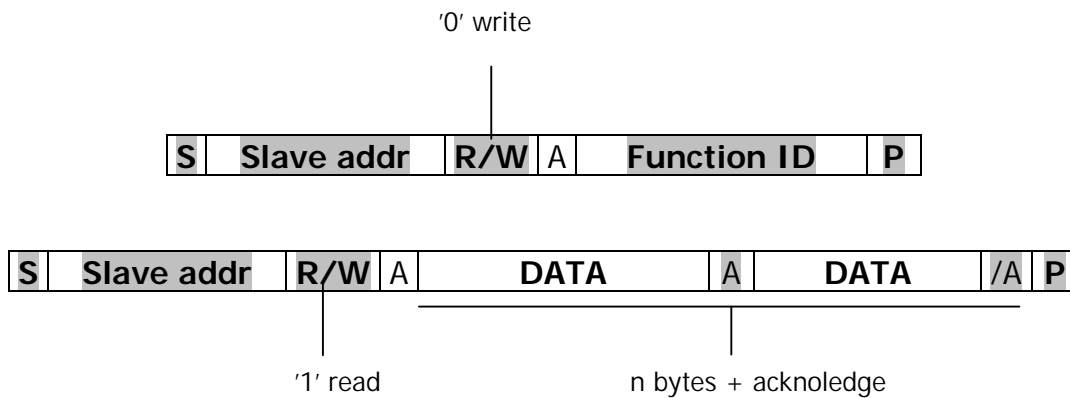 '0' write
S Slave addr R/W A Function ID P
S Slave addr R/W A DATA A DATA /A P
'1' read n bytes + acknoledge